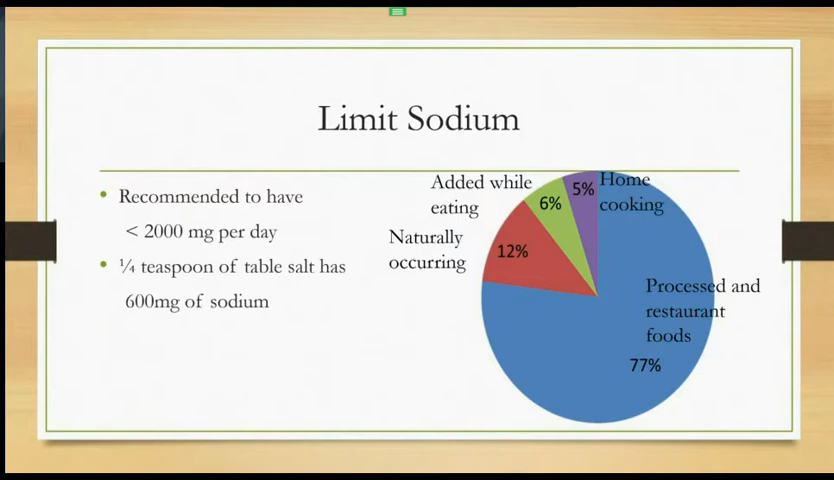 Limit Sodium
• Recommended to have
< 2000 mg per day
• ¼ teaspoon of table salt has
600mg of sodium
Added while
eating
6%
5%
Home
cooking
Naturally
occurring
12%
Processed and
restaurant
foods
77%